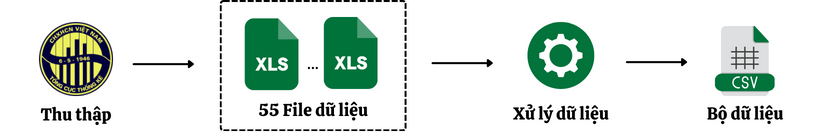 CHXHCN VIỆT NAM
6 - 5 - 1946
TỔNG CỤC THỐNG KÊ
Thu thập
XLS ... XLS
55 File dữ liệu
Xử lý dữ liệu
CSV
Bộ dữ liệu